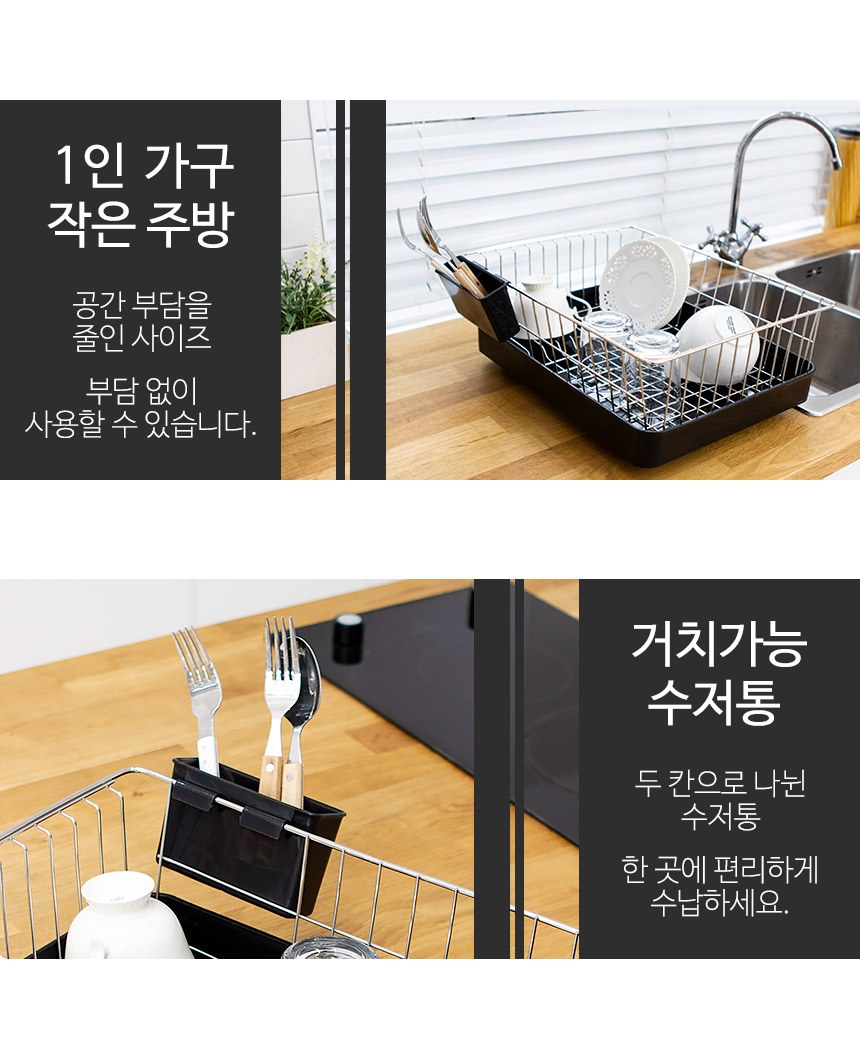 1인 가구
작은 주방
공간 부담을
줄인 사이즈
부담 없이
사용할 수 있습니다.
거치가능
수저통
두 칸으로 나뉜
수저통
한 곳에 편리하게
수납하세요.